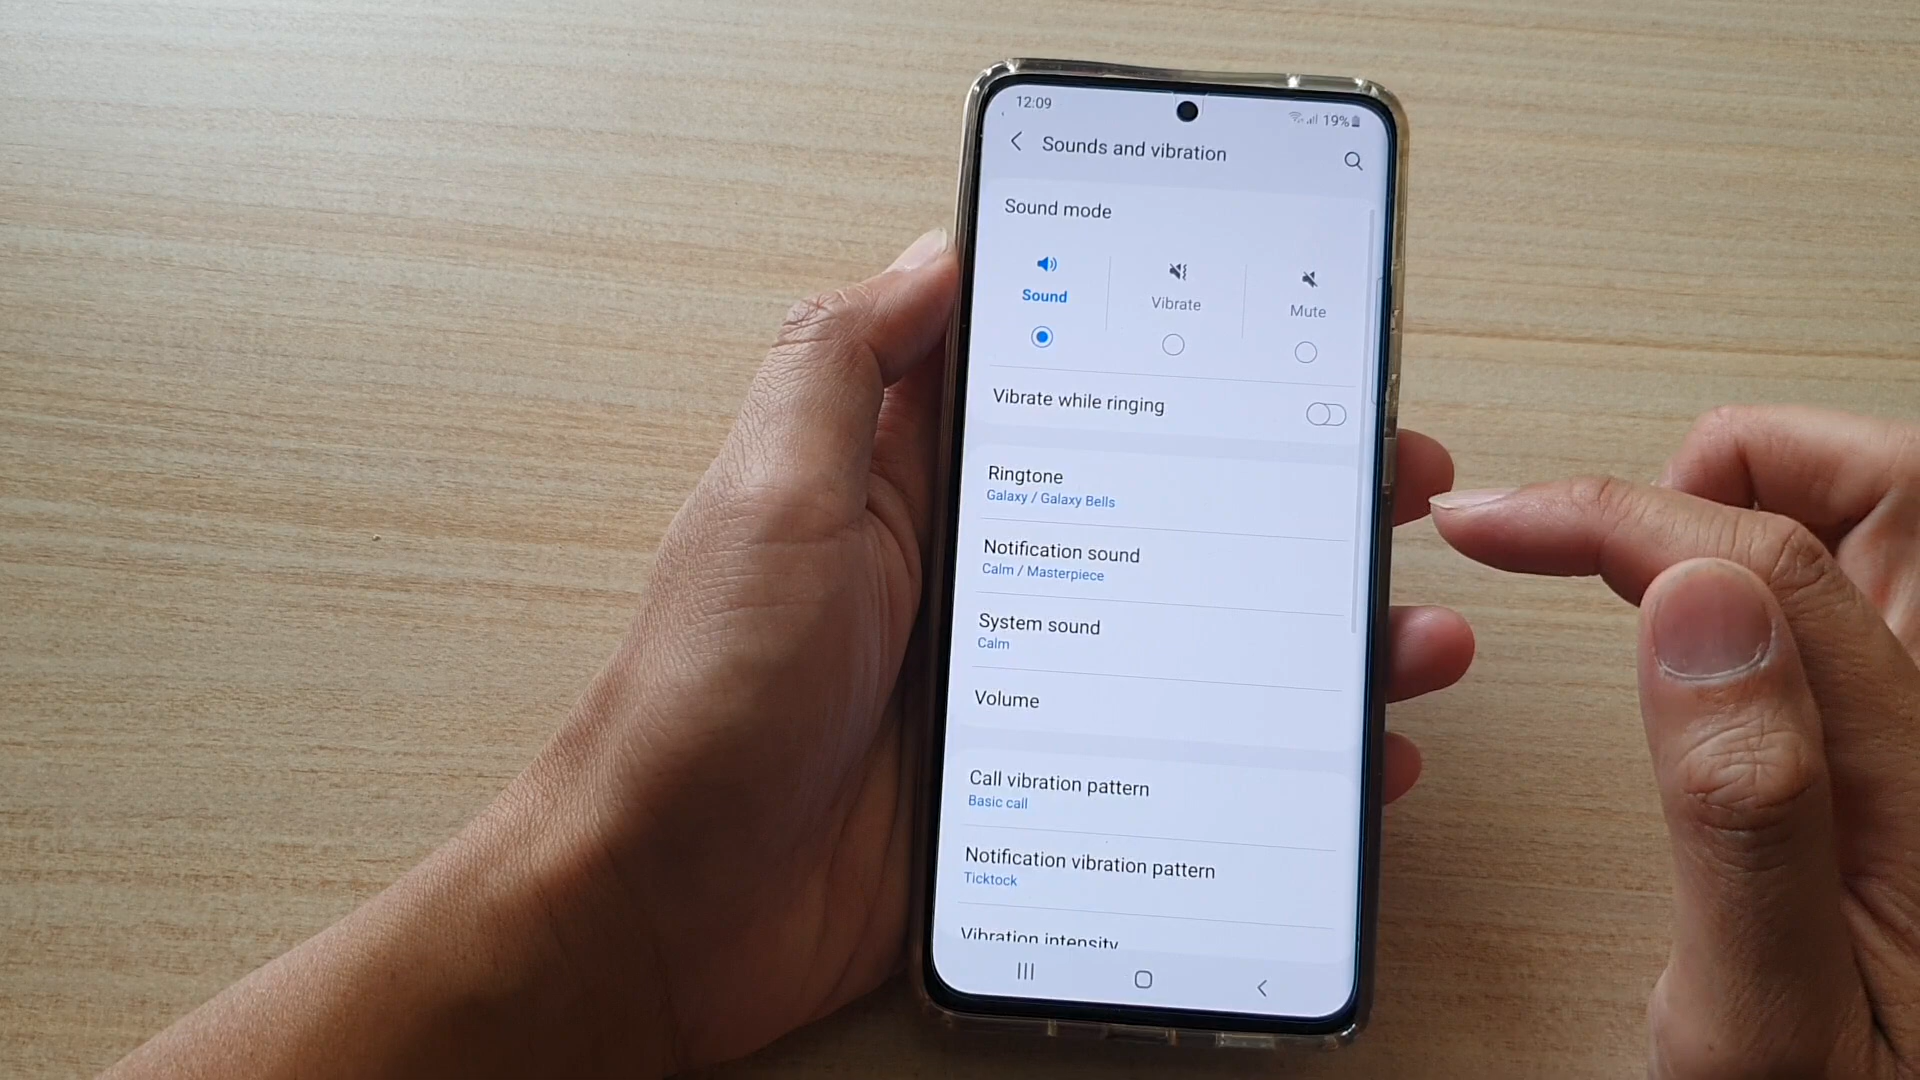 12:09
19%
Sounds and vibration
Sound mode
Sound
Vibrate
Mute
Vibrate while ringing
Ringtone
Galaxy / Galaxy Bells
Notification sound
Calm / Masterpiece
System sound
Calm
Volume
Call vibration pattern
Basic call
Notification vibration pattern
Ticktock
Vibration intensity